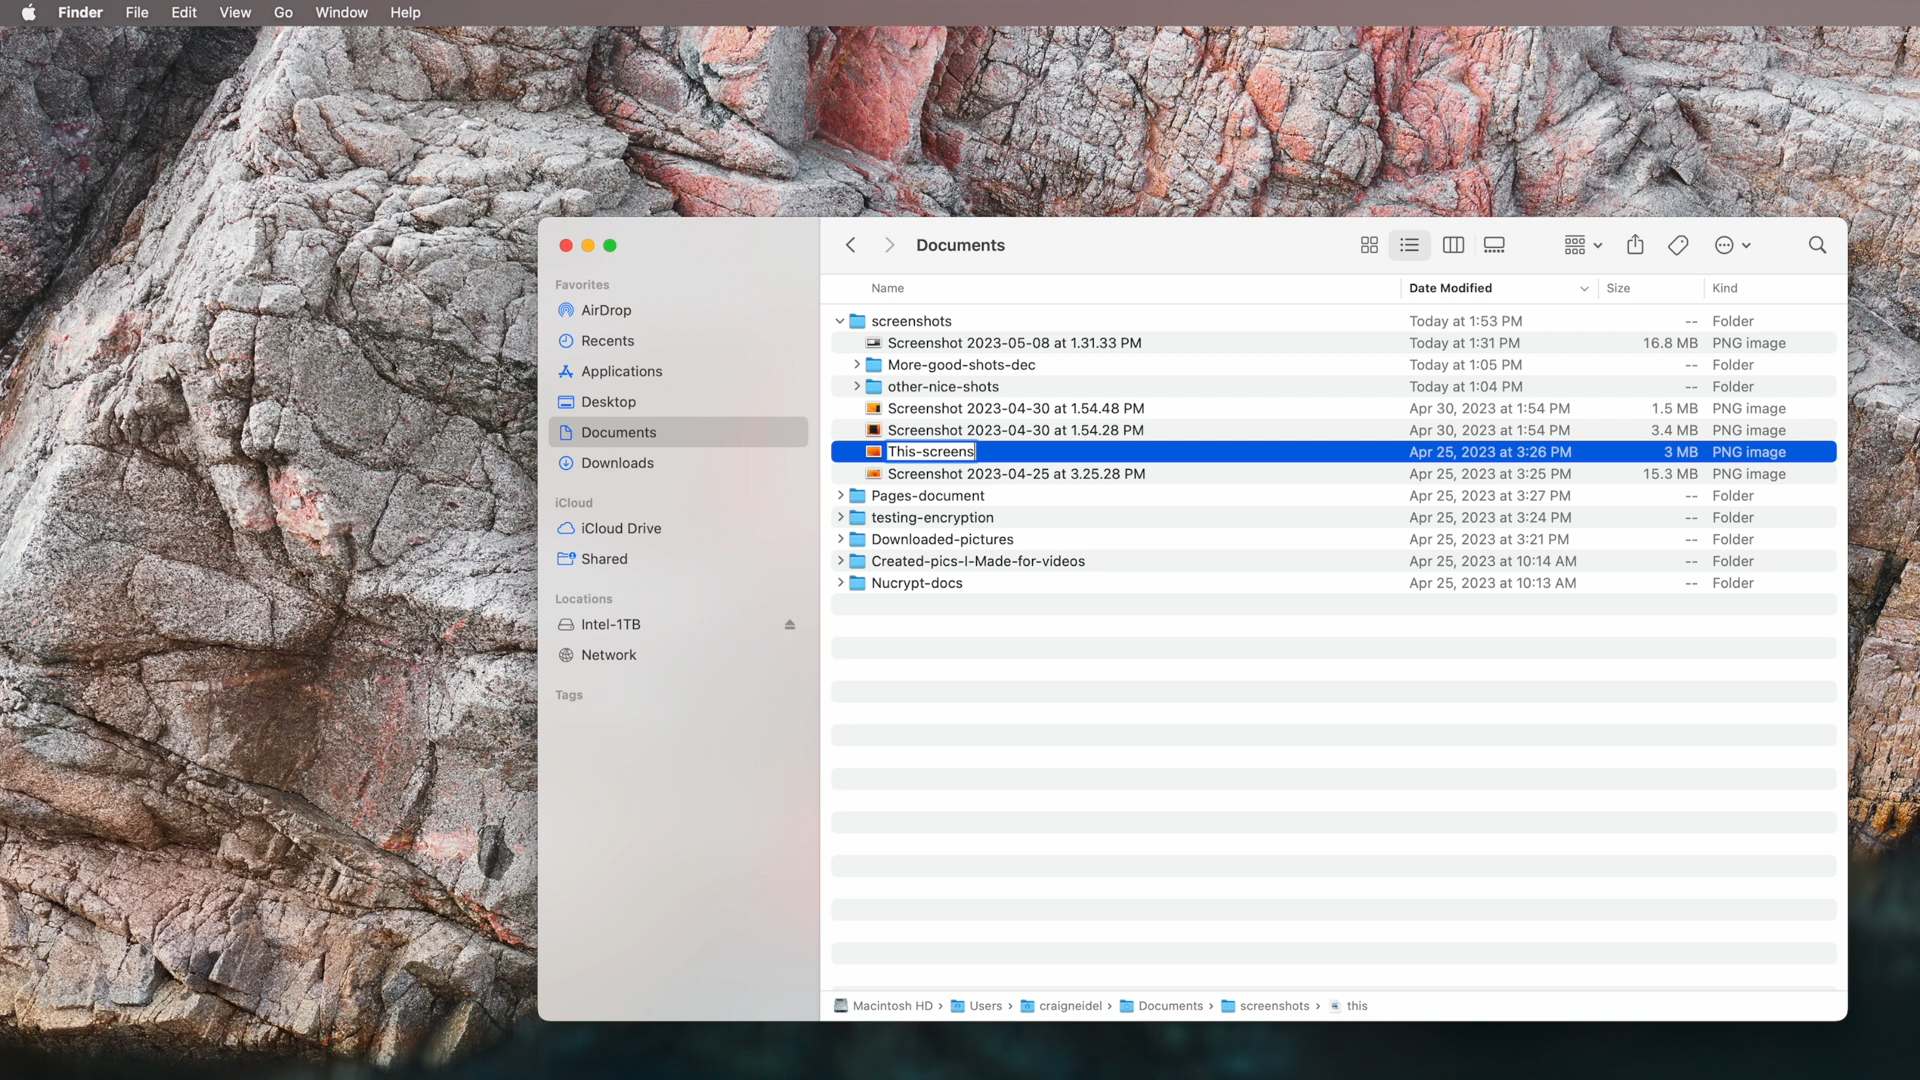 Finder File Edit View Go Window Help
Documents
Favorites
AirDrop
Recents
Applications
Desktop
Documents
Downloads
iCloud
iCloud Drive
Shared
Locations
Intel-1TB
Network
Tags
Name Date Modified Size Kind
screenshots Today at 1:53 PM -- Folder
Screenshot 2023-05-08 at 1.31.33 PM Today at 1:31 PM 16.8 MB PNG image
More-good-shots-dec Today at 1:05 PM -- Folder
other-nice-shots Today at 1:04 PM -- Folder
Screenshot 2023-04-30 at 1.54.48 PM Apr 30, 2023 at 1:54 PM 1.5 MB PNG image
Screenshot 2023-04-30 at 1.54.28 PM Apr 30, 2023 at 1:54 PM 3.4 MB PNG image
This-screens Apr 25, 2023 at 3:26 PM 3 MB PNG image
Screenshot 2023-04-25 at 3.25.28 PM Apr 25, 2023 at 3:25 PM 15.3 MB PNG image
Pages-document Apr 25, 2023 at 3:27 PM -- Folder
testing-encryption Apr 25, 2023 at 3:24 PM -- Folder
Downloaded-pictures Apr 25, 2023 at 3:21 PM -- Folder
Created-pics-I-Made-for-videos Apr 25, 2023 at 10:14 AM -- Folder
Nucrypt-docs Apr 25, 2023 at 10:13 AM -- Folder
Macintosh HD › Users › craigneidel › Documents › screenshots › this